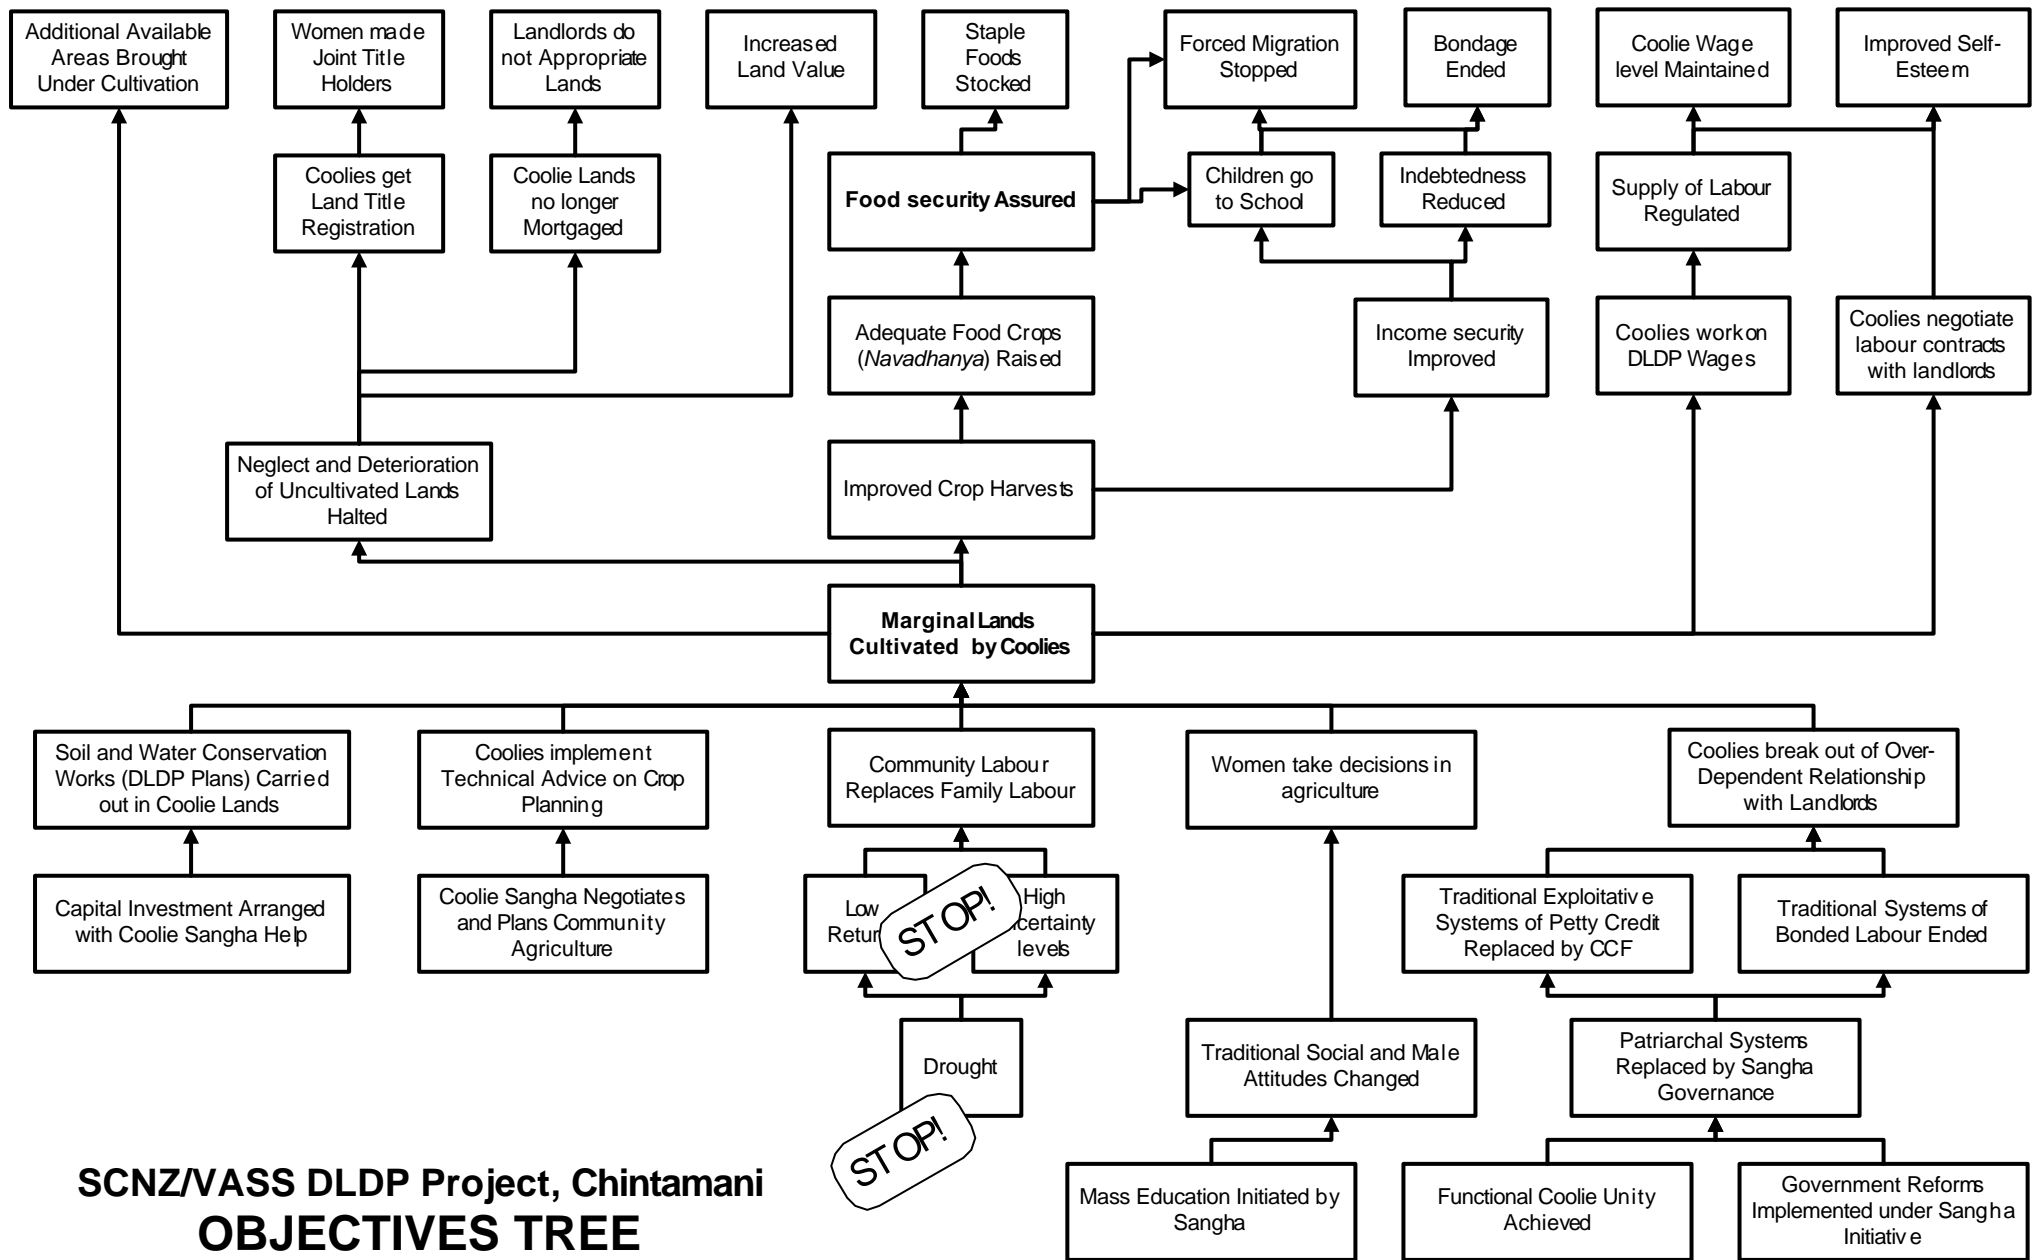 Additional Available
Areas Brought
Under Cultivation
Women made
Joint Title
Holders
Landlords do
not Appropriate
Lands
Increased
Land Value
Staple
Foods
Stocked
Forced Migration
Stopped
Bondage
Ended
Coolie Wage
level Maintained
Improved Self-
Esteem
Coolies get
Land Title
Registration
Coolie Lands
no longer
Mortgaged
Food security Assured
Children go
to School
Indebtedness
Reduced
Supply of Labour
Regulated
Adequate Food Crops
(Navadhanya) Raised
Income security
Improved
Coolies work on
DLDP Wages
Coolies negotiate
labour contracts
with landlords
Neglect and Deterioration
of Uncultivated Lands
Halted
Improved Crop Harvests
Marginal Lands
Cultivated by Coolies
Soil and Water Conservation
Works (DLDP Plans) Carried
out in Coolie Lands
Coolies implement
Technical Advice on Crop
Planning
Community Labour
Replaces Family Labour
Women take decisions in
agriculture
Coolies break out of Over-
Dependent Relationship
with Landlords
Capital Investment Arranged
with Coolie Sangha Help
Coolie Sangha Negotiates
and Plans Community
Agriculture
Low
STOP!
High
levels
Traditional Exploitative
Systems of Petty Credit
Replaced by CCF
Traditional Systems of
Bonded Labour Ended
Drought
STOP!
Traditional Social and Male
Attitudes Changed
Patriarchal Systems
Replaced by Sangha
Governance
Mass Education Initiated by
Sangha
Functional Coolie Unity
Achieved
Government Reforms
Implemented under Sangha
Initiative
SCNZ/VASS DLDP Project, Chintamani
OBJECTIVES TREE